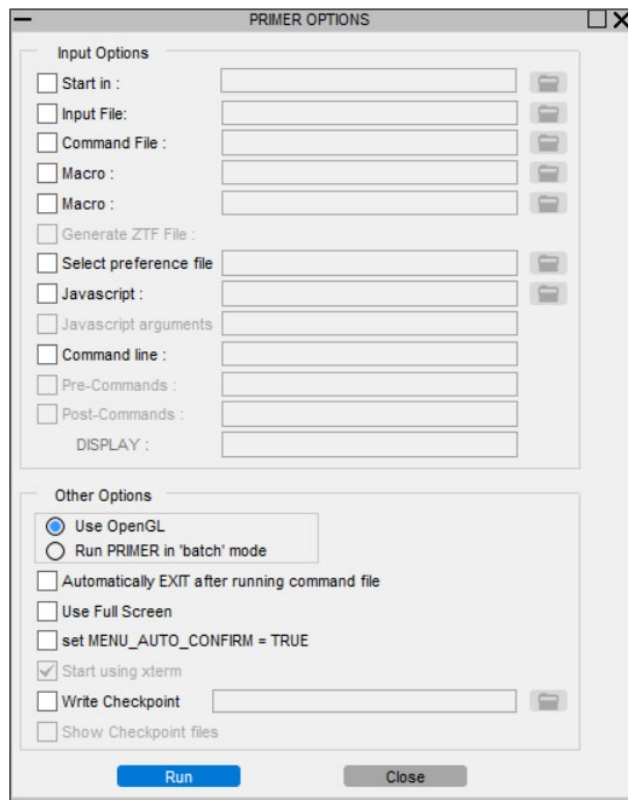 PRIMER OPTIONS
Input Options
Start in :
Input File:
Command File :
Macro :
Macro :
Generate ZTF File :
Select preference file
Javascript :
Javascript arguments
Command line :
Pre-Commands :
Post-Commands :
DISPLAY :
Other Options
Use OpenGL
Run PRIMER in 'batch' mode
Automatically EXIT after running command file
Use Full Screen
set MENU_AUTO_CONFIRM = TRUE
Start using xterm
Write Checkpoint
Show Checkpoint files
Run Close